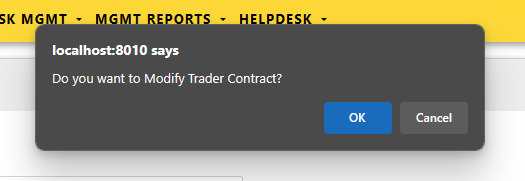 SK MGMT MGMT REPORTS HELPDESK
localhost:8010 says
Do you want to Modify Trader Contract?
OK Cancel